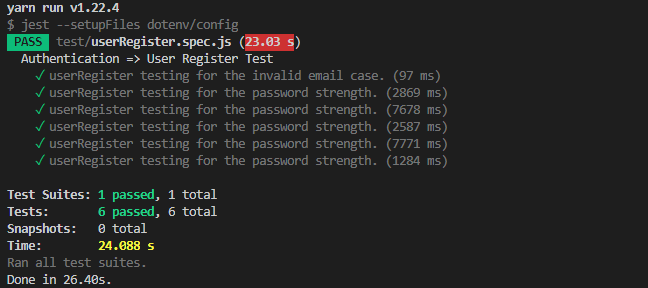 yarn run v1.22.4
$ jest --setupFiles dotenv/config
PASS test/userRegister.spec.js (23.03 s)
Authentication => User Register Test
✓ userRegister testing for the invalid email case. (97 ms)
✓ userRegister testing for the password strength. (2869 ms)
✓ userRegister testing for the password strength. (7678 ms)
✓ userRegister testing for the password strength. (2587 ms)
✓ userRegister testing for the password strength. (7771 ms)
✓ userRegister testing for the password strength. (1284 ms)
Test Suites: 1 passed, 1 total
Tests: 6 passed, 6 total
Snapshots: 0 total
Time: 24.088 s
Ran all test suites.
Done in 26.40s.